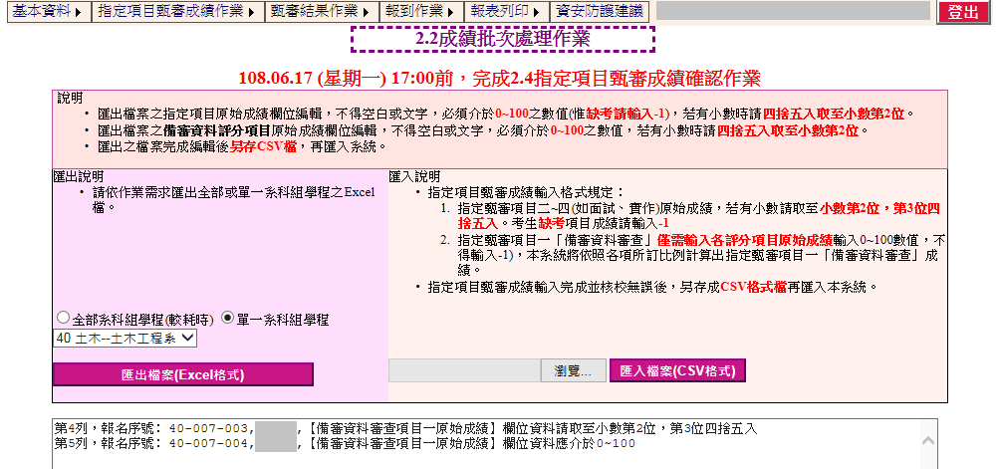 基本資料 指定項目甄審成績作業 甄審結果作業 報到作業 報表列印 資安防護建議 登出
2.2成績批次處理作業
108.06.17 (星期一) 17:00前，完成2.4指定項目甄審成績確認作業
說明
• 匯出檔案之指定項目原始成績欄位編輯，不得空白或文字，必須介於0~100之數值(惟缺考請輸入-1)，若有小數時請四捨五入取至小數第2位。
• 匯出檔案之備審資料評分項目原始成績欄位編輯，不得空白或文字，必須介於0~100之數值，若有小數時請四捨五入取至小數第2位。
• 匯出之檔案完成編輯後另存CSV檔，再匯入系統。
匯出說明
• 請依作業需求匯出全部或單一系科組學程之Excel
檔。
全部系科組學程(較耗時) 單一系科組學程
40 土木--土木工程系
匯出檔案(Excel格式)
匯入說明
• 指定項目甄審成績輸入格式規定：
1. 指定甄審項目二~四(如面試、實作)原始成績，若有小數請取至小數第2位，第3位四
捨五入。考生缺考項目成績請輸入-1
2. 指定甄審項目一「備審資料審查」僅需輸入各評分項目原始成績輸入0~100數值，不
得輸入-1)，本系統將依照各項所訂比例計算出指定甄審項目一「備審資料審查」成
績。
• 指定項目甄審成績輸入完成並核校無誤後，另存成CSV格式檔再匯入本系統。
瀏覽... 匯入檔案(CSV格式)
第4列，報名序號: 40-007-003, ,【備審資料審查項目一原始成績】欄位資料請取至小數第2位，第3位四捨五入
第5列，報名序號: 40-007-004, ,【備審資料審查項目一原始成績】欄位資料應介於0~100